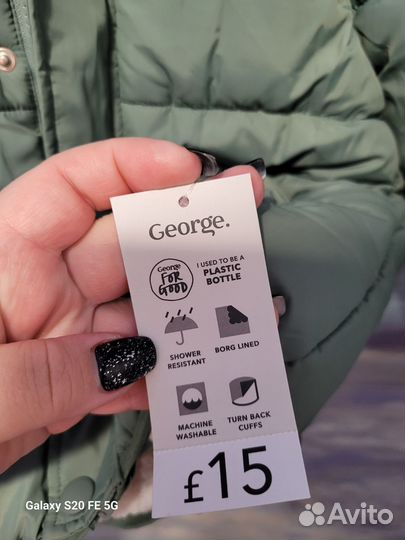 George.
George
FOR
GOOD
I USED TO BE A
PLASTIC
BOTTLE
SHOWER
RESISTANT
BORG LINED
MACHINE
WASHABLE
TURN BACK
CUFFS
£15
Galaxy S20 FE 5G
Avito